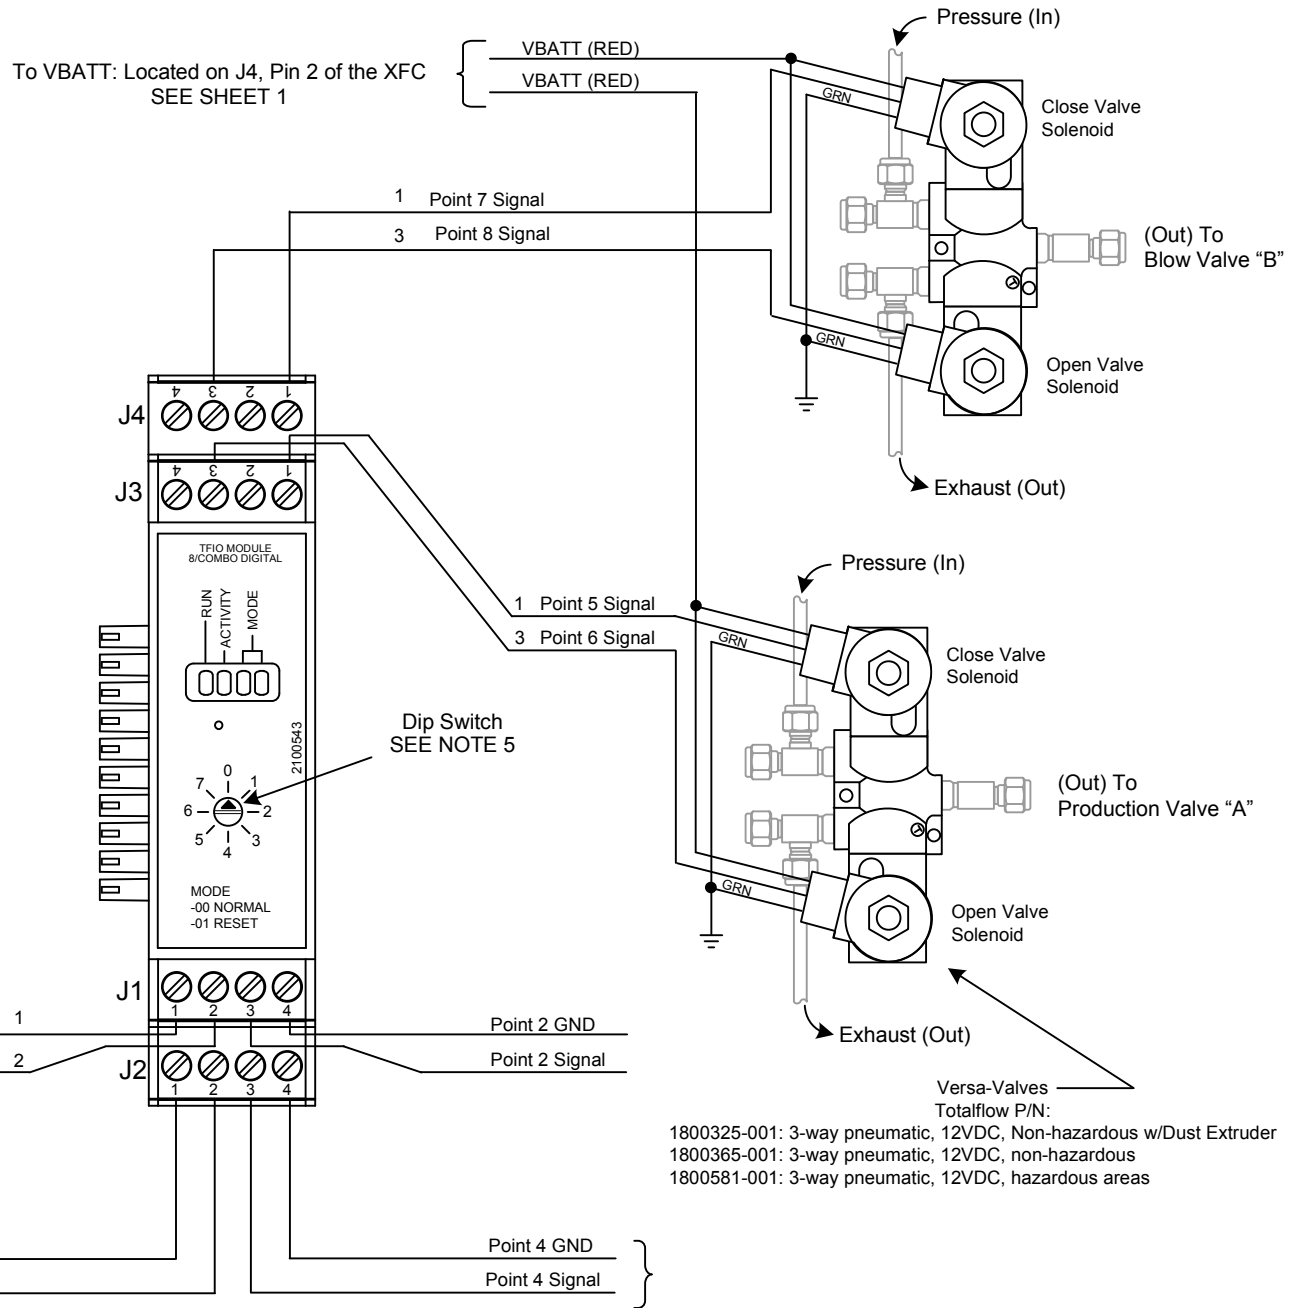 Pressure (In)
VBATT (RED)
To VBATT: Located on J4, Pin 2 of the XFC
SEE SHEET 1
VBATT (RED)
GRN
Close Valve
Solenoid
1 Point 7 Signal
3 Point 8 Signal
(Out) To
Blow Valve “B”
GRN
Open Valve
Solenoid
Exhaust (Out)
J4
4 3 2 1
J3
4 3 2 1
TFIO MODULE
8/COMBO DIGITAL
RUN
ACTIVITY
MODE
2100543
Pressure (In)
1 Point 5 Signal
3 Point 6 Signal
GRN
Close Valve
Solenoid
Dip Switch
SEE NOTE 5
0
1
2
3
4
5
6
7
(Out) To
Production Valve “A”
MODE
-00 NORMAL
-01 RESET
GRN
Open Valve
Solenoid
J1
1 2 3 4
1
2
Point 2 GND
Point 2 Signal
Exhaust (Out)
J2
1 2 3 4
Versa-Valves
Totalflow P/N:
1800325-001: 3-way pneumatic, 12VDC, Non-hazardous w/Dust Extruder
1800365-001: 3-way pneumatic, 12VDC, non-hazardous
1800581-001: 3-way pneumatic, 12VDC, hazardous areas
Point 4 GND
Point 4 Signal